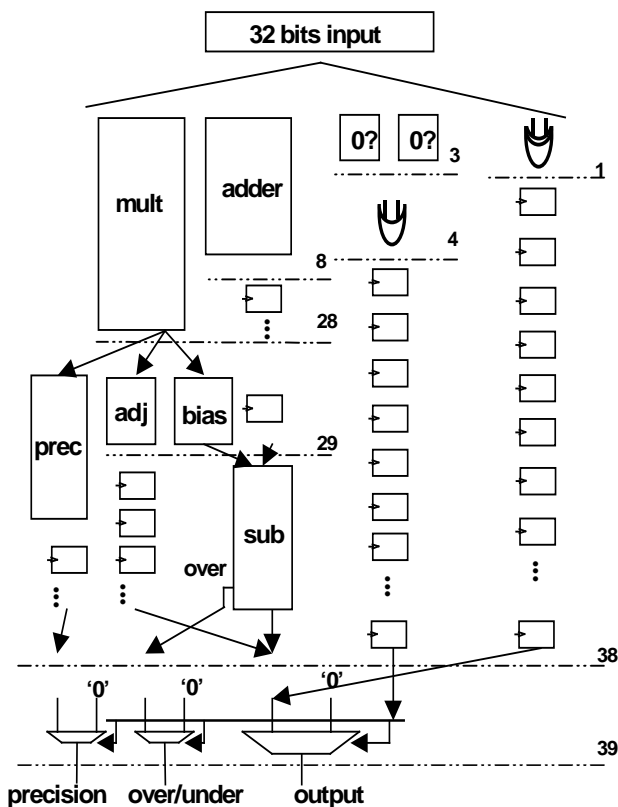 32 bits input
mult
adder
0? 0?
3
1
4
8
28
prec
adj
bias
29
sub
over
38
‘0’ ‘0’ ‘0’
39
precision over/under output